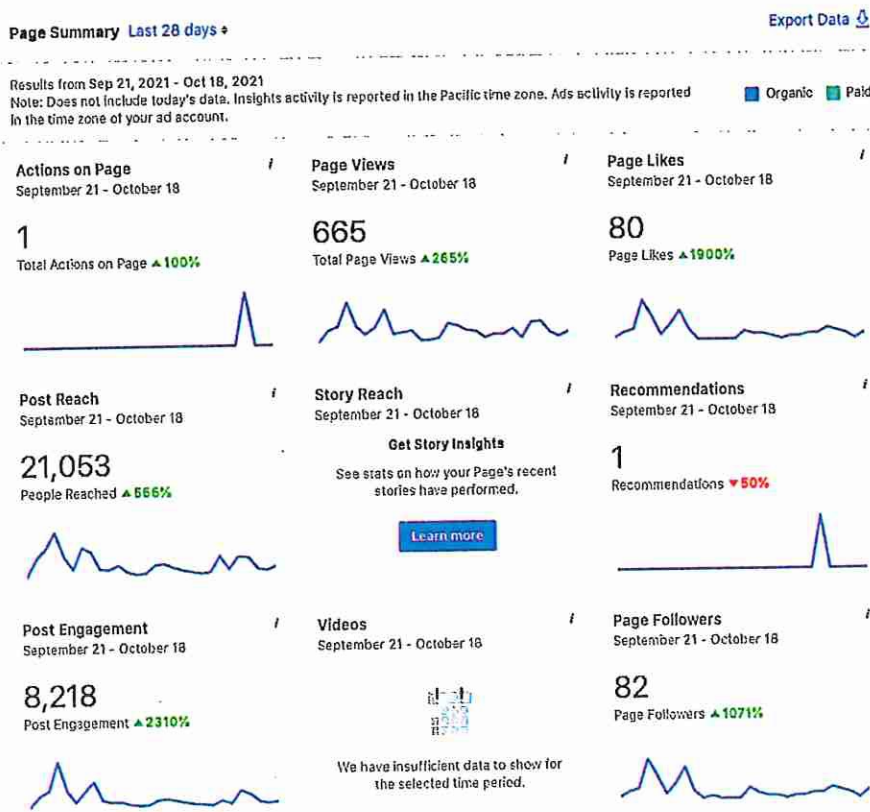 Page Summary Last 28 days
Export Data
Results from Sep 21, 2021 - Oct 18, 2021
Note: Does not include today's data. Insights activity is reported in the Pacific time zone. Ads activity is reported
in the time zone of your ad account.
Organic Paid
Actions on Page i
September 21 - October 18
1
Total Actions on Page ▲100%
Page Views i
September 21 - October 18
665
Total Page Views ▲265%
Page Likes i
September 21 - October 18
80
Page Likes ▲1900%
Post Reach i
September 21 - October 18
21,053
People Reached ▲566%
Story Reach i
September 21 - October 18
Get Story Insights
See stats on how your Page's recent
stories have performed.
Learn more
Recommendations i
September 21 - October 18
1
Recommendations ▼50%
Post Engagement i
September 21 - October 18
8,218
Post Engagement ▲2310%
Videos i
September 21 - October 18
We have insufficient data to show for
the selected time period.
Page Followers i
September 21 - October 18
82
Page Followers ▲1071%